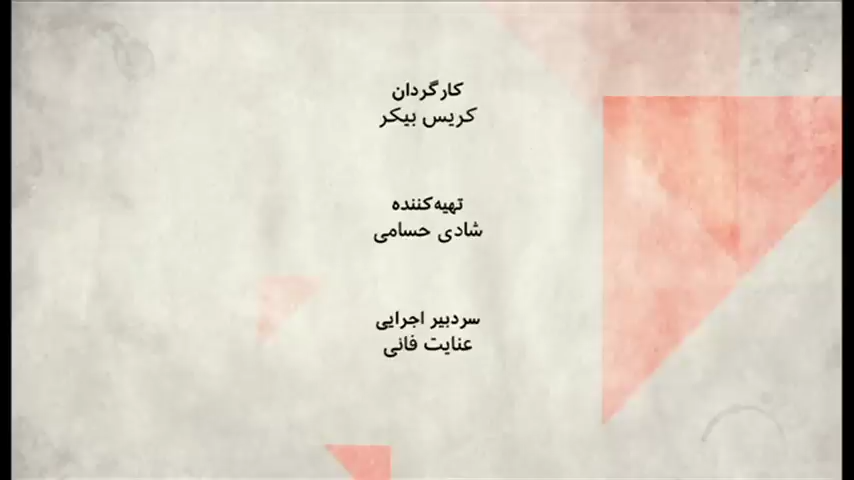 کارگردان
کریس بیکر
تهیه‌کننده
شادی حسامی
سردبیر اجرایی
عنایت فانی